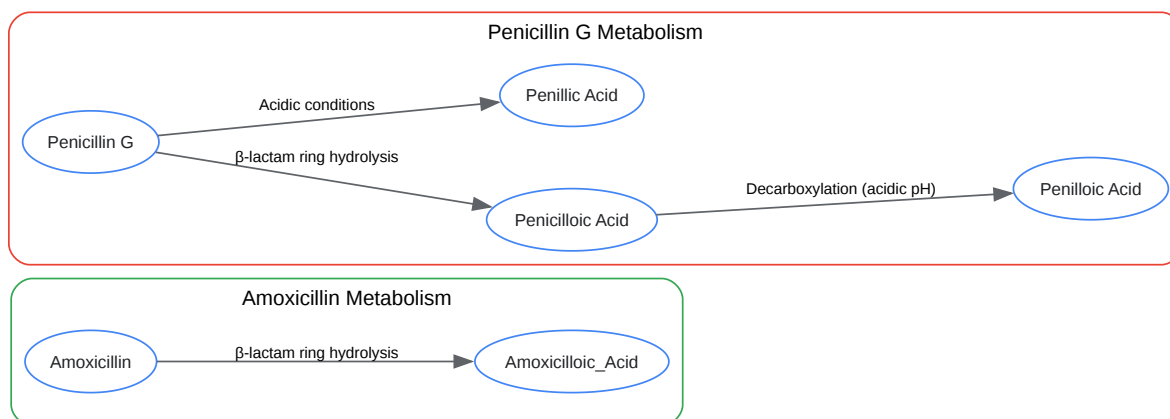 Penicillin G Metabolism
Acidic conditions
Penillic Acid
Penicillin G
β-lactam ring hydrolysis
Decarboxylation (acidic pH)
Penilloic Acid
Penicilloic Acid
Amoxicillin Metabolism
Amoxicillin
β-lactam ring hydrolysis
Amoxicilloic_Acid